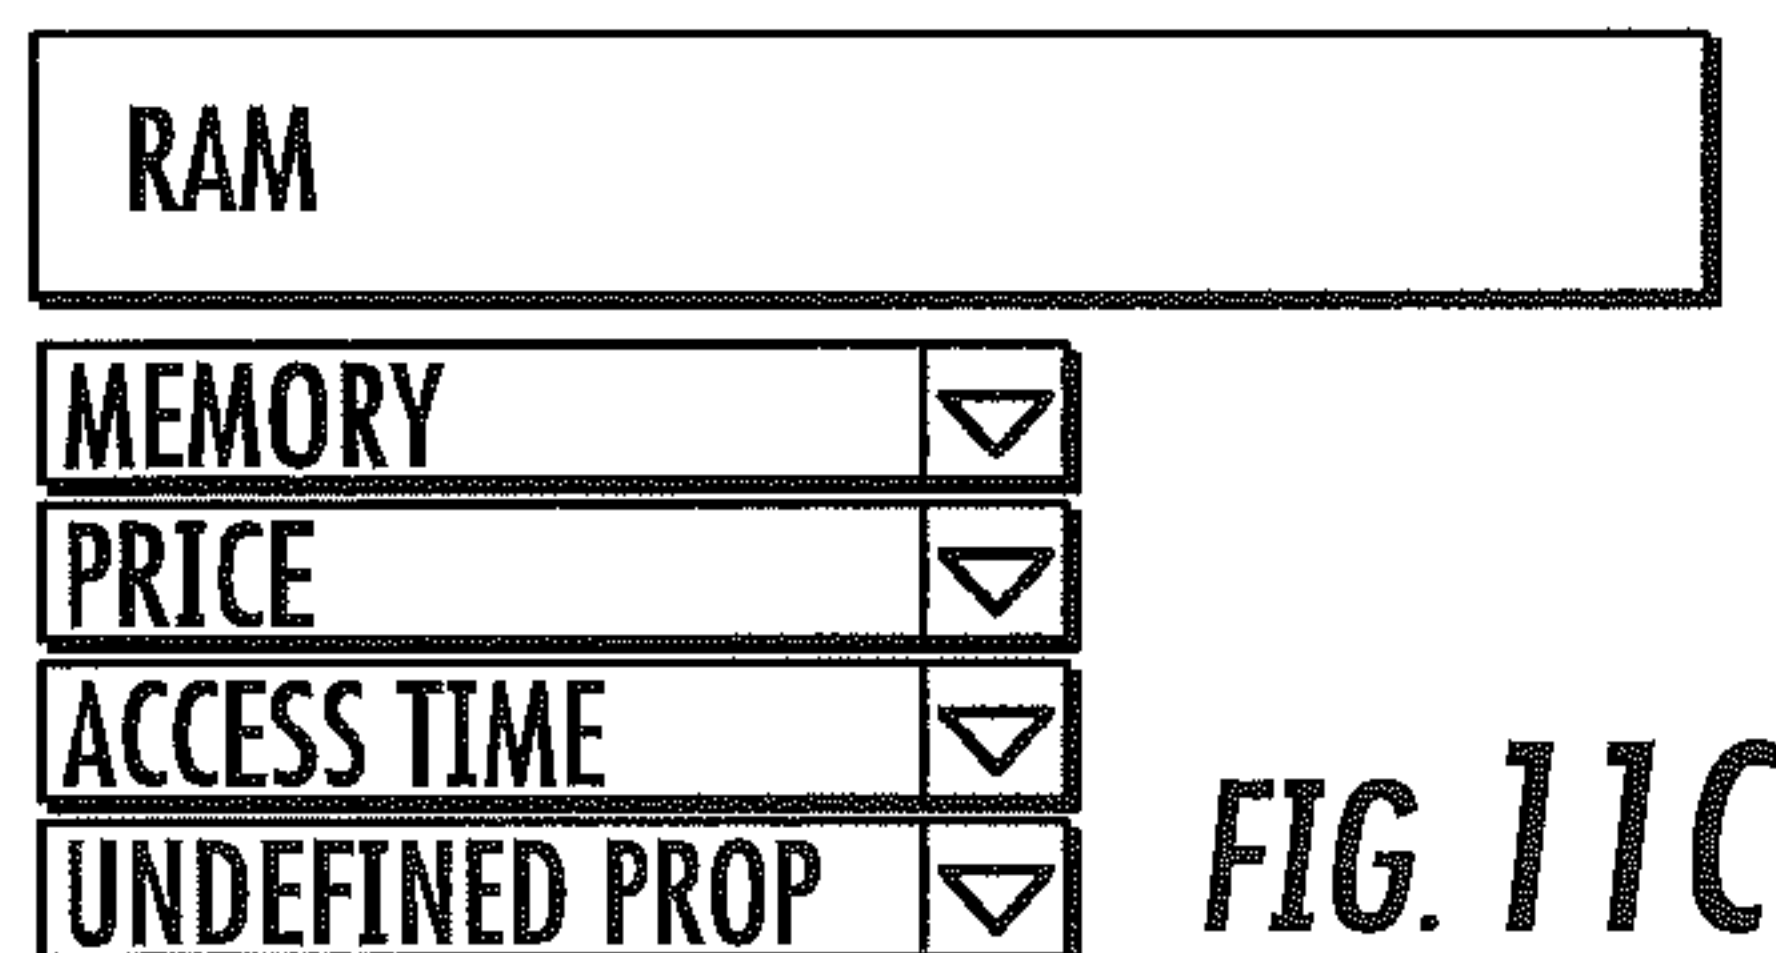 RAM
MEMORY
PRICE
ACCESS TIME
UNDEFINED PROP
FIG. 11C